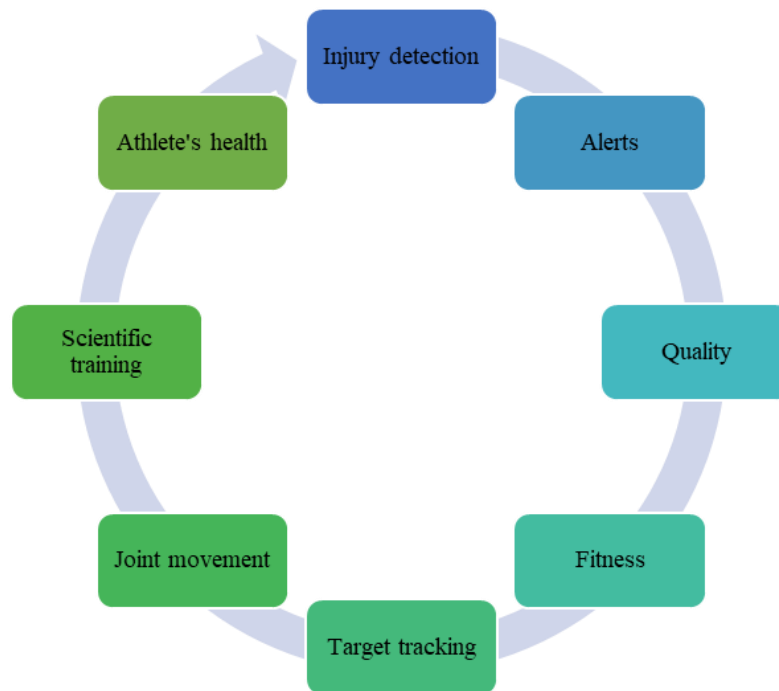 Injury detection
Alerts
Quality
Fitness
Target tracking
Joint movement
Scientific
training
Athlete's health